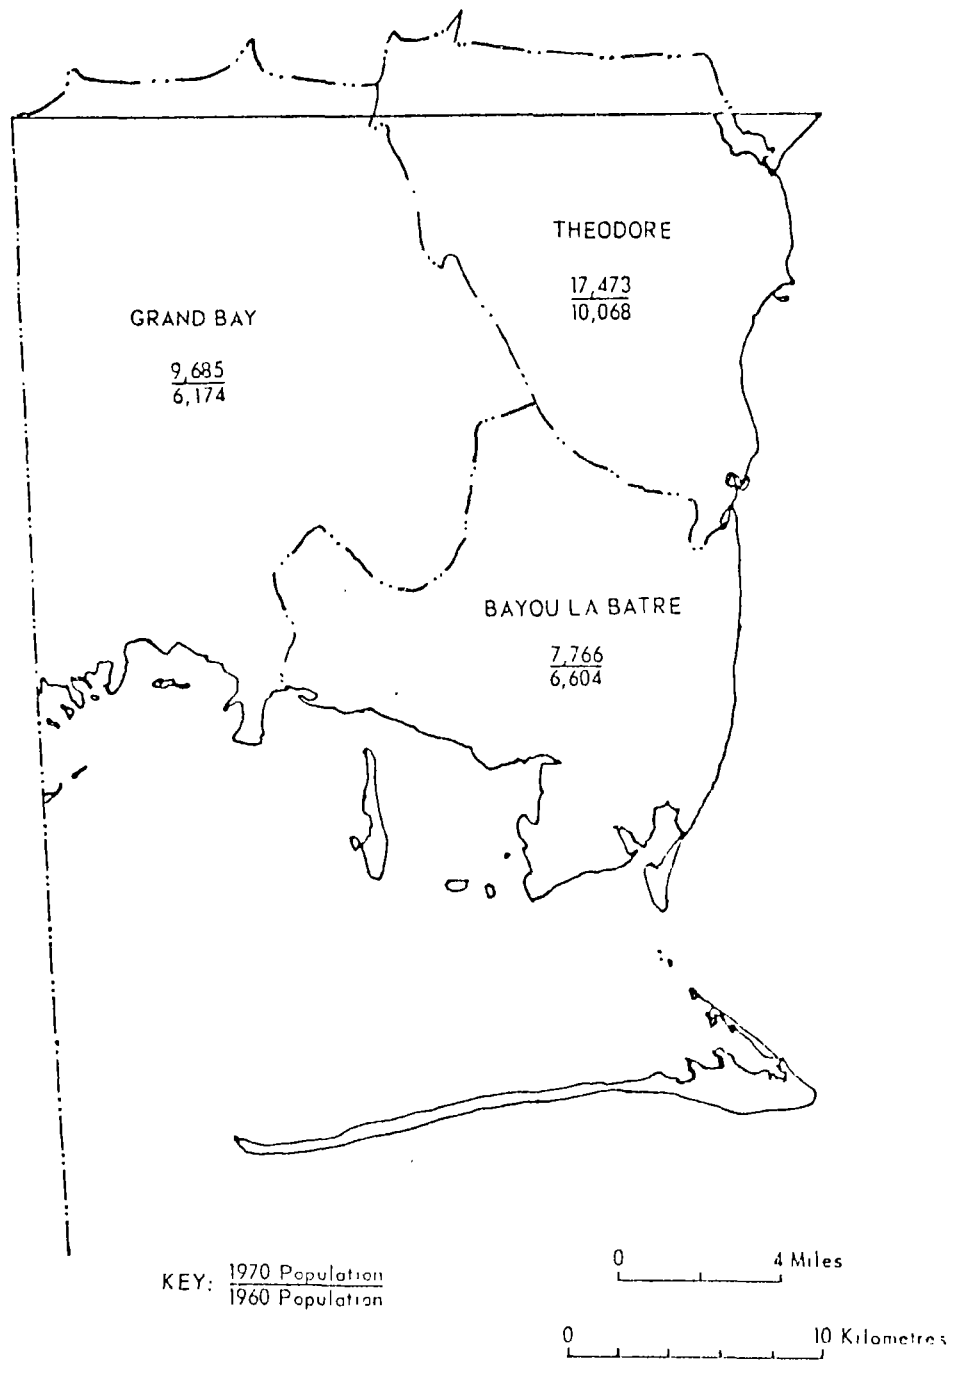 THEODORE
17,473
10,068
GRAND BAY
9,685
6,174
BAYOU LA BATRE
7,766
6,604
0 4 Miles
KEY: 1970 Population
1960 Population
0 10 Kilometres